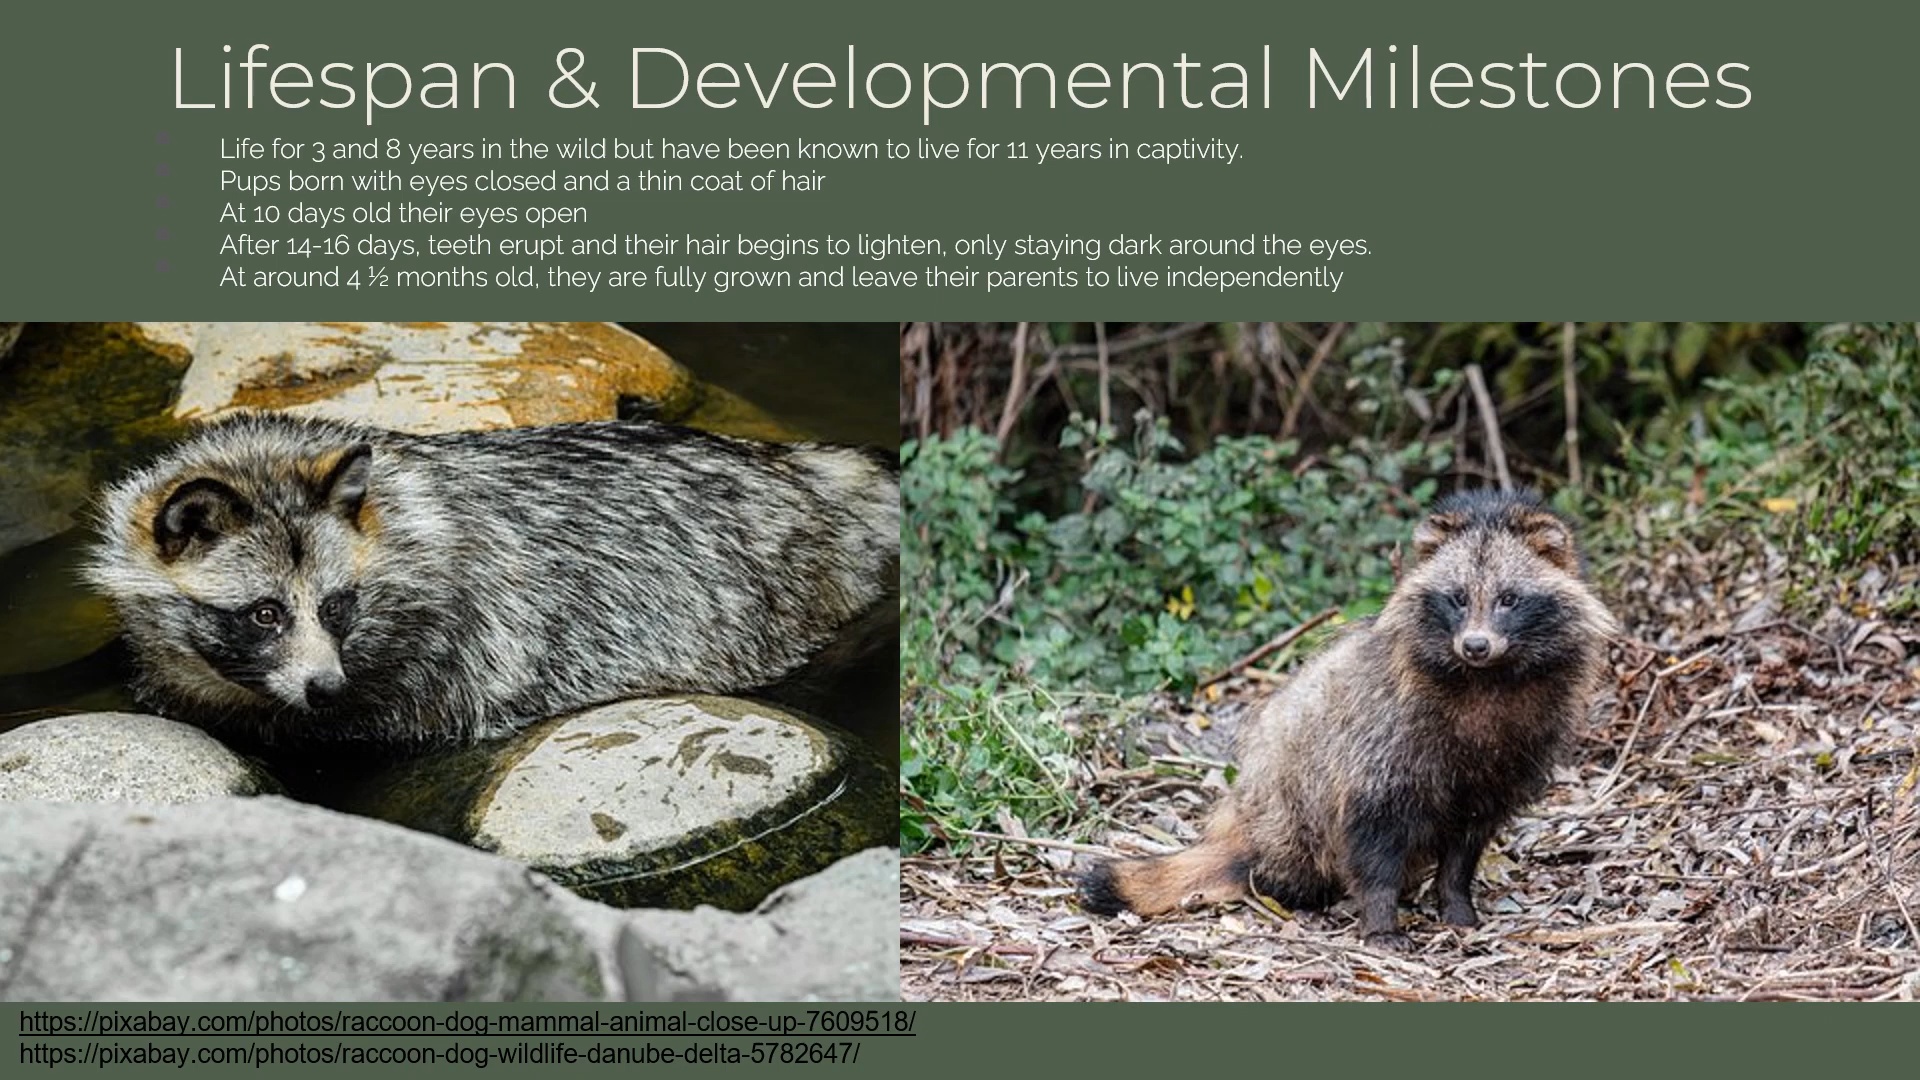 Lifespan & Developmental Milestones
Life for 3 and 8 years in the wild but have been known to live for 11 years in captivity.
Pups born with eyes closed and a thin coat of hair
At 10 days old their eyes open
After 14-16 days, teeth erupt and their hair begins to lighten, only staying dark around the eyes.
At around 4 ½ months old, they are fully grown and leave their parents to live independently
https://pixabay.com/photos/raccoon-dog-mammal-animal-close-up-7609518/
https://pixabay.com/photos/raccoon-dog-wildlife-danube-delta-5782647/